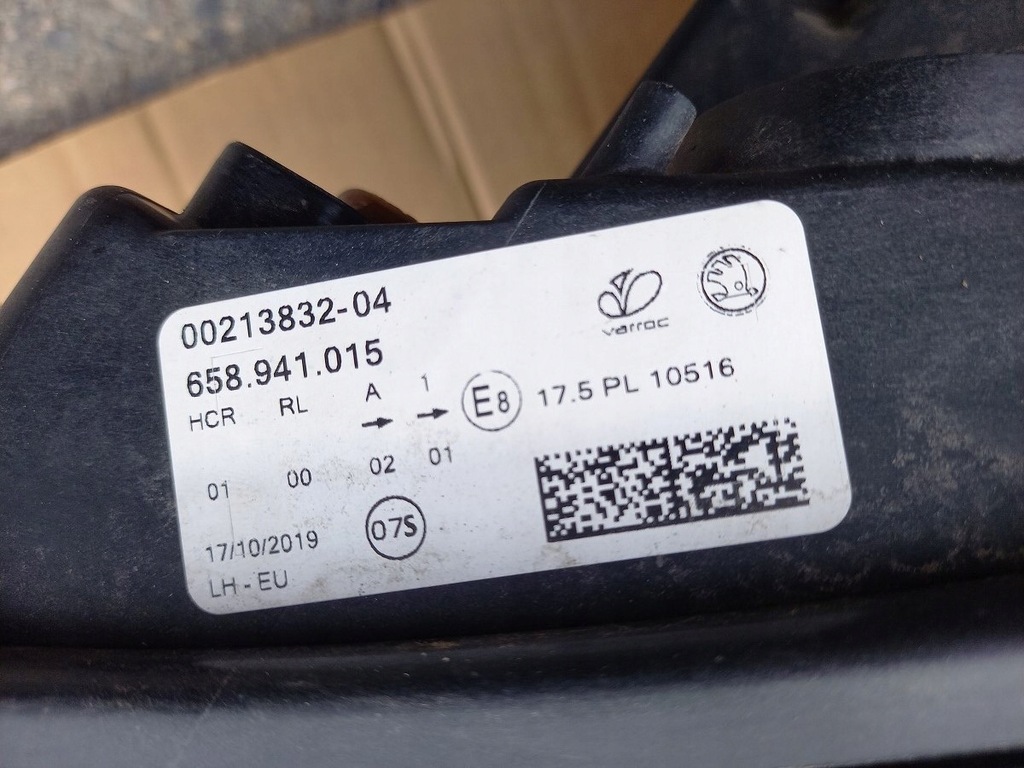 00213832-04
658.941.015
varroc
HCR RL A 1
→ → E8 17.5 PL 10516
01 00 02 01
17/10/2019 07S
LH - EU